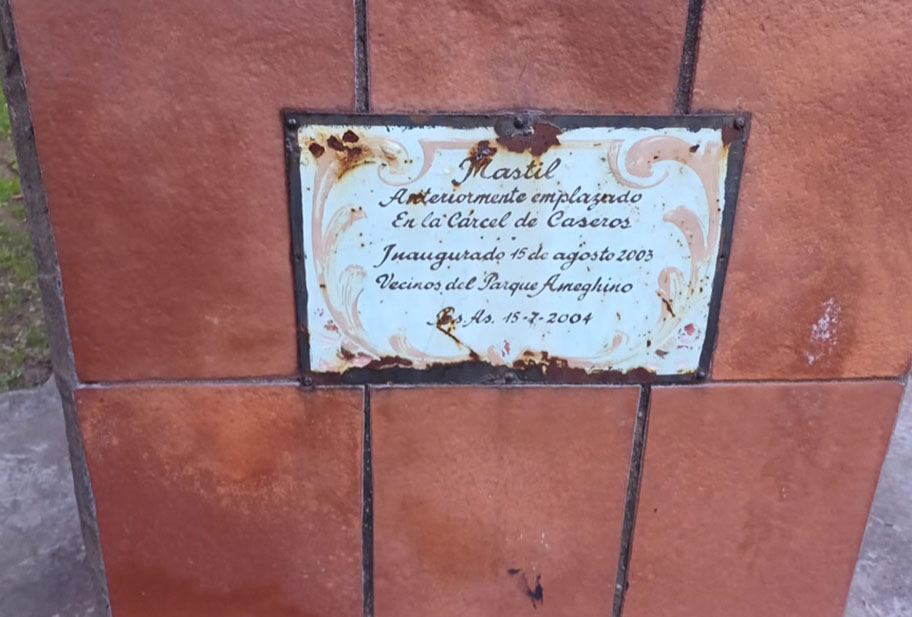 Mastil
Anteriormente emplazado
En la Cárcel de Caseros
Inaugurado 15 de agosto 2003
Vecinos del Parque Ameghino
Bs. As. 15-7-2004